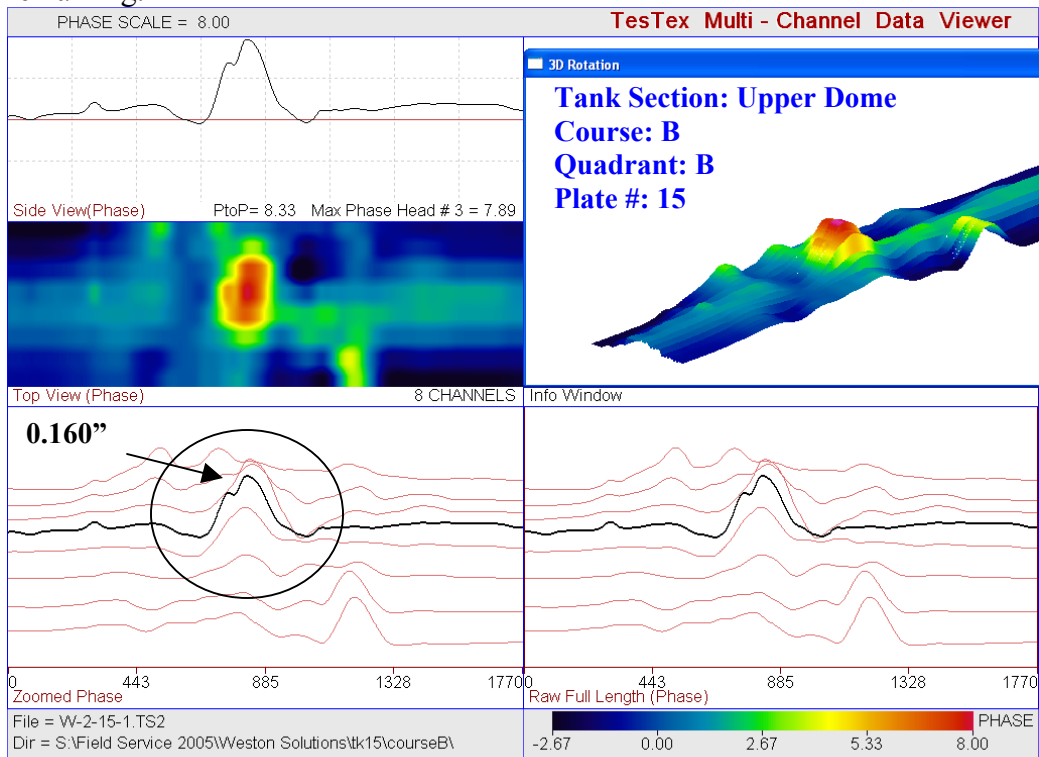 PHASE SCALE = 8.00
TesTex Multi - Channel Data Viewer
3D Rotation
Tank Section: Upper Dome
Course: B
Quadrant: B
Plate #: 15
Side View(Phase) PtoP= 8.33 Max Phase Head # 3 = 7.89
Top View (Phase) 8 CHANNELS
Info Window
0.160”
0 443 885 1328 1770
Zoomed Phase
0 443 885 1328 1770
Raw Full Length (Phase)
File = W-2-15-1.TS2
Dir = S:\Field Service 2005\Weston Solutions\tk15\courseB\
PHASE
-2.67 0.00 2.67 5.33 8.00